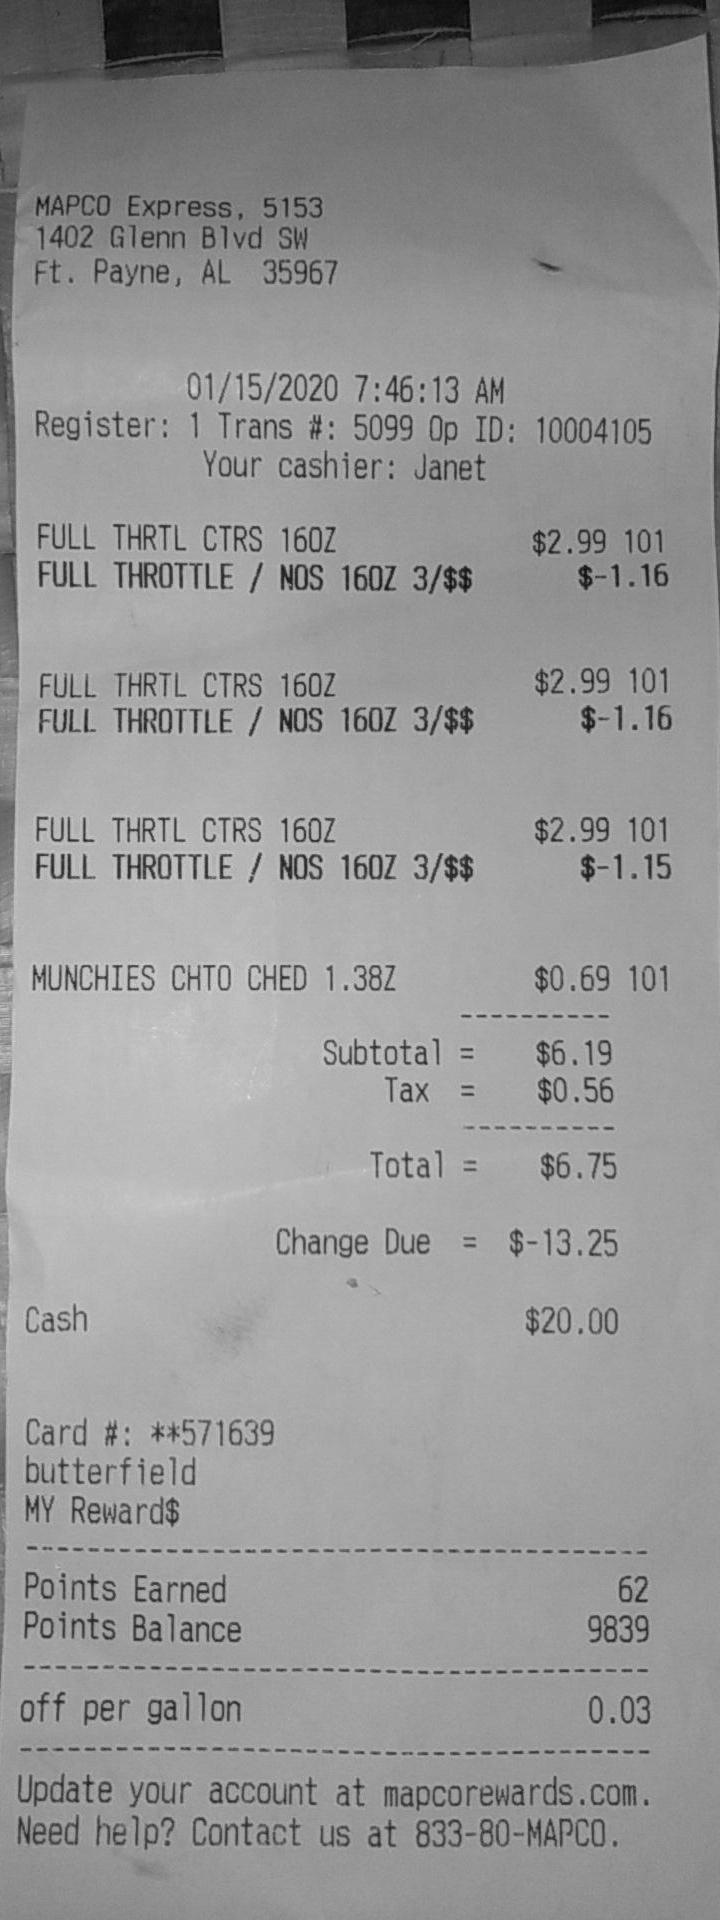 MAPCO Express, 5153
1402 Glenn Blvd SW
Ft. Payne, AL 35967
01/15/2020 7:46:13 AM
Register: 1 Trans #: 5099 Op ID: 10004105
Your cashier: Janet
FULL THRTL CTRS 16OZ $2.99 101
FULL THROTTLE / NOS 16OZ 3/$$ $-1.16
FULL THRTL CTRS 16OZ $2.99 101
FULL THROTTLE / NOS 16OZ 3/$$ $-1.16
FULL THRTL CTRS 16OZ $2.99 101
FULL THROTTLE / NOS 16OZ 3/$$ $-1.15
MUNCHIES CHTO CHED 1.38Z $0.69 101
----------
Subtotal = $6.19
Tax = $0.56
----------
Total = $6.75
Change Due = $-13.25
Cash $20.00
Card #: **571639
butterfield
MY Reward$
----------------------------------------
Points Earned 62
Points Balance 9839
----------------------------------------
off per gallon 0.03
----------------------------------------
Update your account at mapcorewards.com.
Need help? Contact us at 833-80-MAPCO.